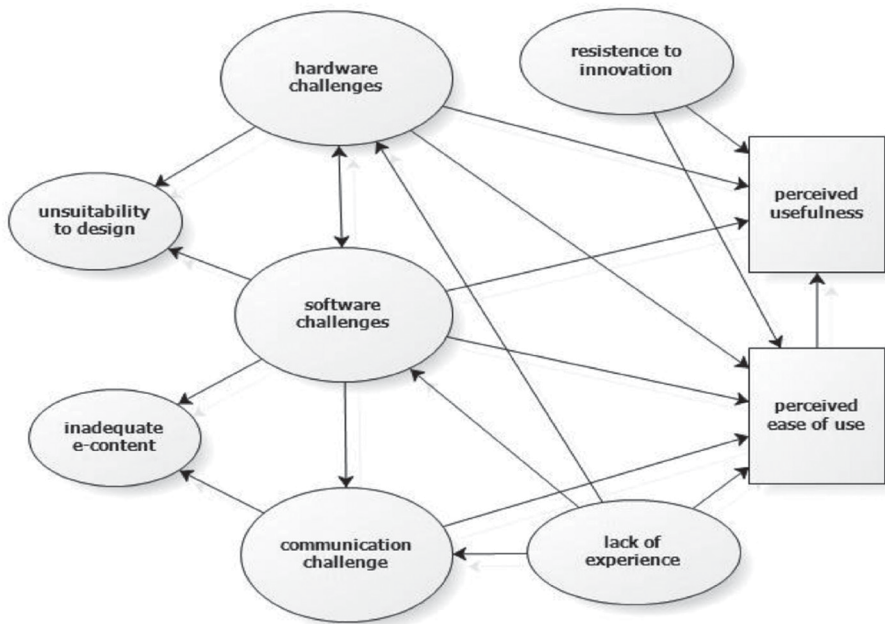 hardware
challenges
resistence to
innovation
unsuitability
to design
perceived
usefulness
software
challenges
inadequate
e-content
perceived
ease of use
communication
challenge
lack of
experience